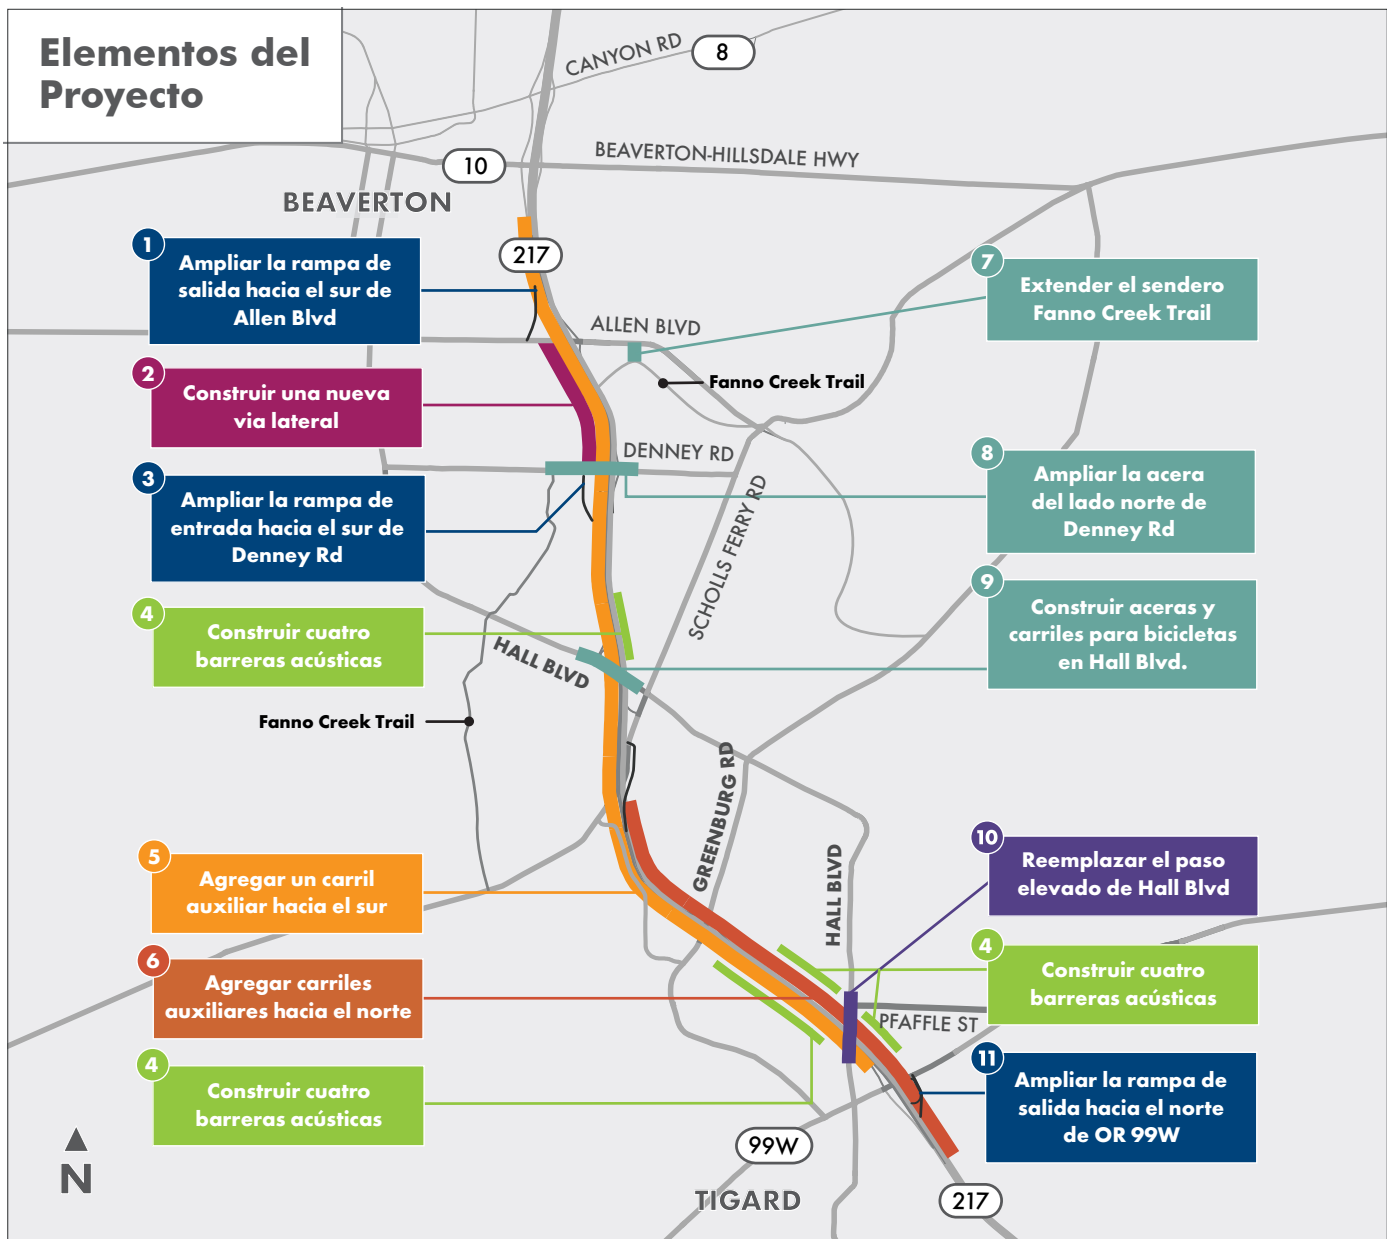 Elementos del
Proyecto
CANYON RD
8
10
BEAVERTON-HILLSDALE HWY
BEAVERTON
217
1
Ampliar la rampa de
salida hacia el sur de
Allen Blvd
7
Extender el sendero
Fanno Creek Trail
ALLEN BLVD
Fanno Creek Trail
2
Construir una nueva
via lateral
DENNEY RD
8
Ampliar la acera
del lado norte de
Denney Rd
3
Ampliar la rampa de
entrada hacia el sur de
Denney Rd
SCHOLLS FERRY RD
9
Construir aceras y
carriles para bicicletas
en Hall Blvd.
4
Construir cuatro
barreras acústicas
HALL BLVD
Fanno Creek Trail
GREENBURG RD
HALL BLVD
10
Reemplazar el paso
elevado de Hall Blvd
5
Agregar un carril
auxiliar hacia el sur
4
Construir cuatro
barreras acústicas
6
Agregar carriles
auxiliares hacia el norte
PFAFFLE ST
4
Construir cuatro
barreras acústicas
11
Ampliar la rampa de
salida hacia el norte
de OR 99W
N
99W
TIGARD
217